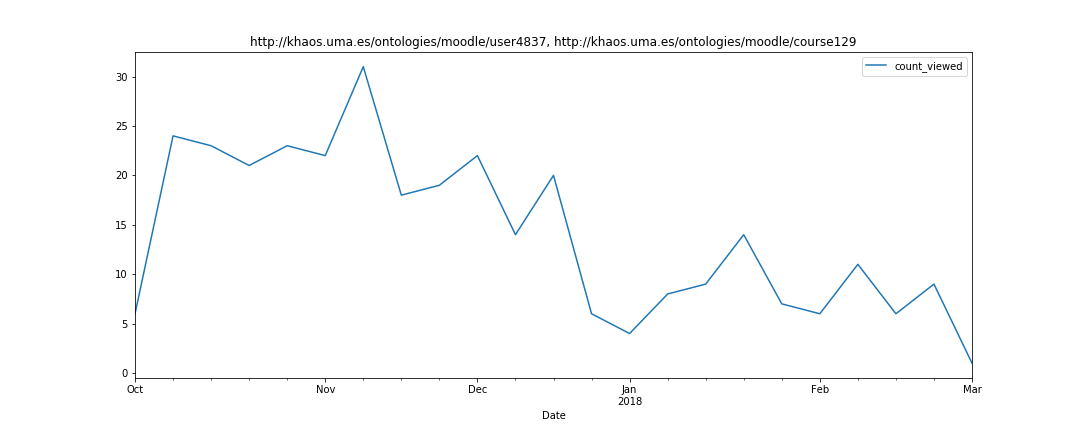 http://khaos.uma.es/ontologies/moodle/user4837, http://khaos.uma.es/ontologies/moodle/course129
count_viewed
30
25
20
15
10
5
0
Oct
Nov
Dec
Jan
2018
Feb
Mar
Date